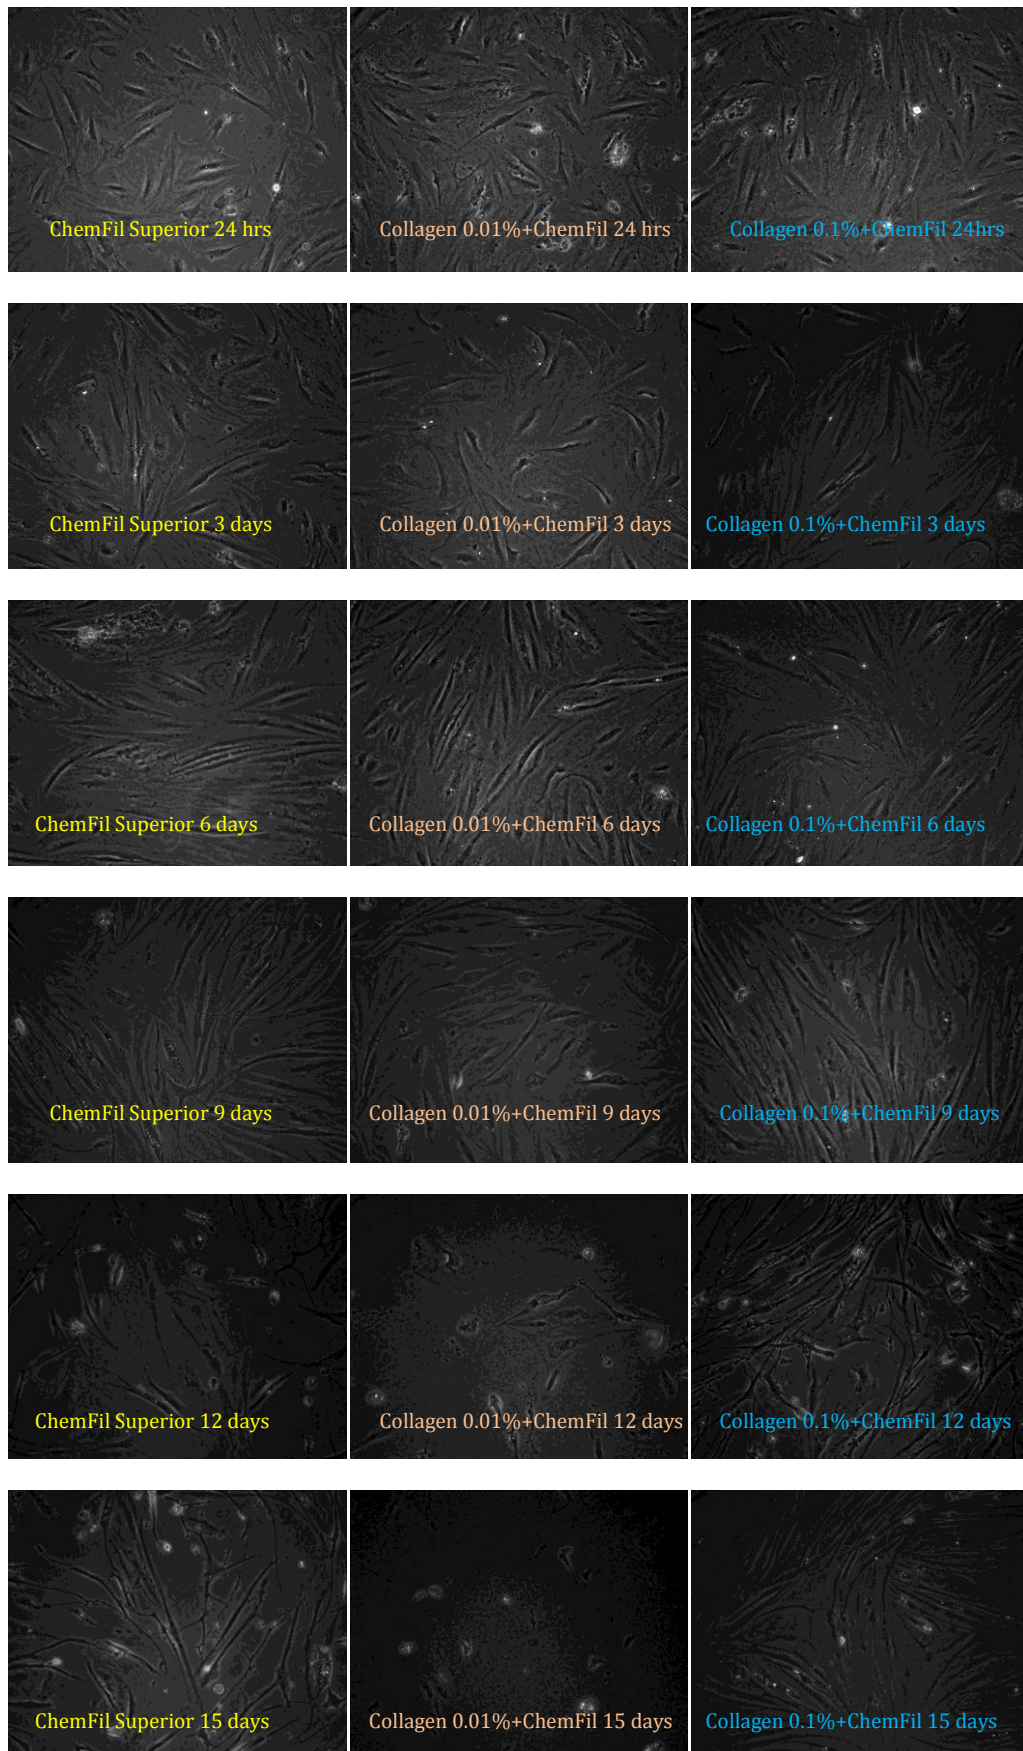 ChemFil Superior 24 hrs
Collagen 0.01%+ChemFil 24 hrs
Collagen 0.1%+ChemFil 24hrs
ChemFil Superior 3 days
Collagen 0.01%+ChemFil 3 days
Collagen 0.1%+ChemFil 3 days
ChemFil Superior 6 days
Collagen 0.01%+ChemFil 6 days
Collagen 0.1%+ChemFil 6 days
ChemFil Superior 9 days
Collagen 0.01%+ChemFil 9 days
Collagen 0.1%+ChemFil 9 days
ChemFil Superior 12 days
Collagen 0.01%+ChemFil 12 days
Collagen 0.1%+ChemFil 12 days
ChemFil Superior 15 days
Collagen 0.01%+ChemFil 15 days
Collagen 0.1%+ChemFil 15 days